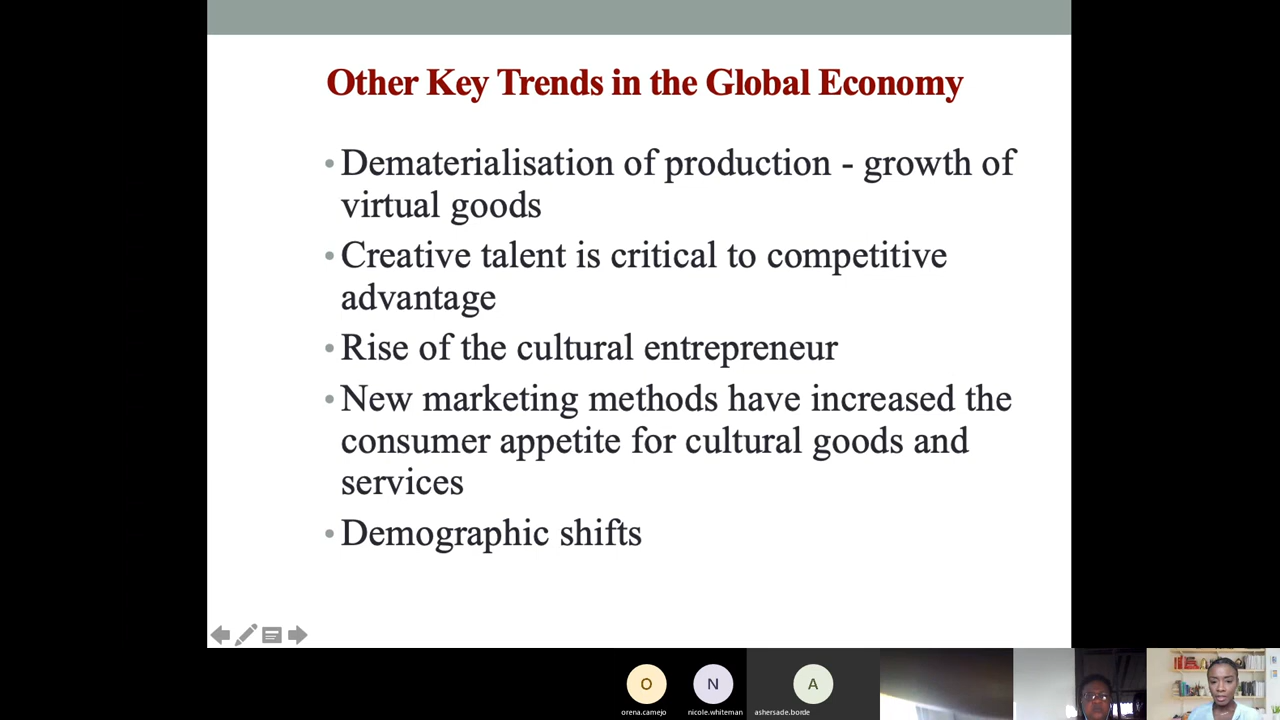 Other Key Trends in the Global Economy
• Dematerialisation of production - growth of
virtual goods
• Creative talent is critical to competitive
advantage
• Rise of the cultural entrepreneur
• New marketing methods have increased the
consumer appetite for cultural goods and
services
• Demographic shifts
O
N
A
orena.camejo
nicole.whiteman
ashersade.borde